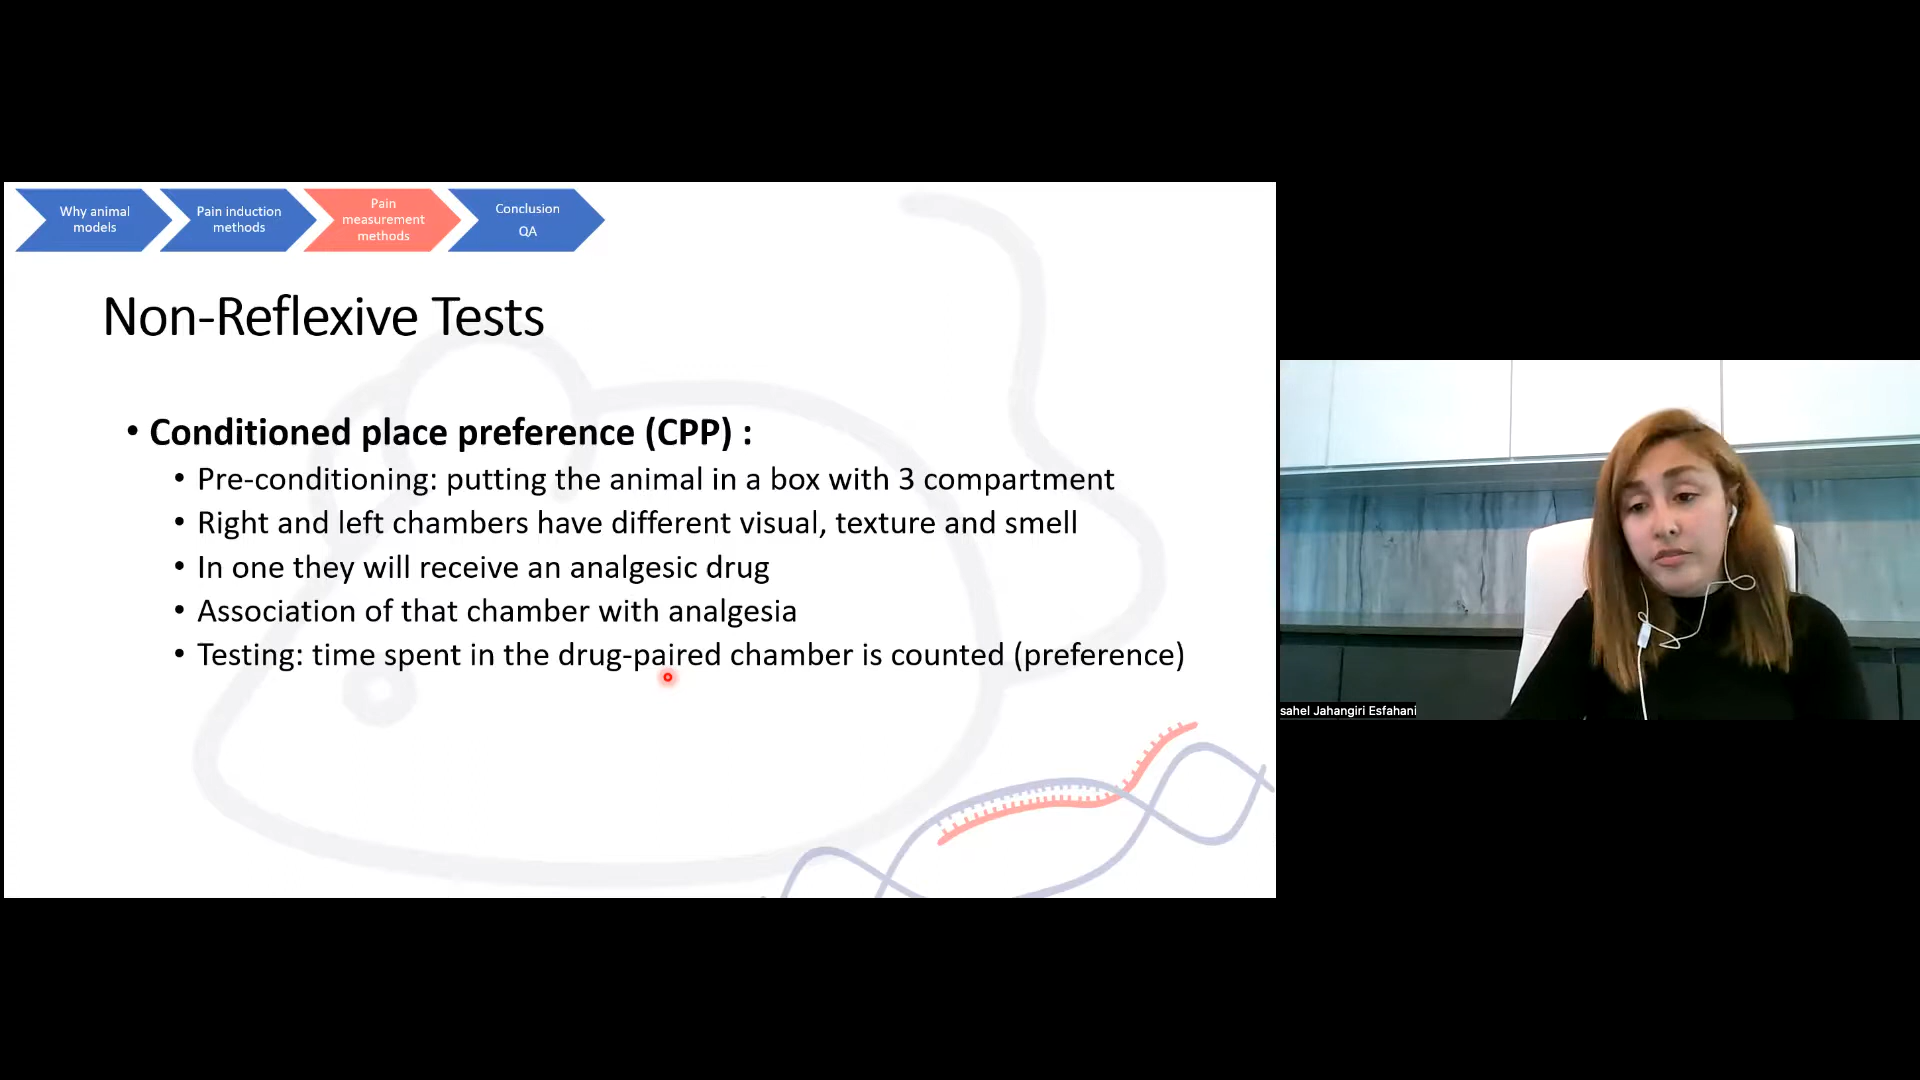 Why animal
models
Pain induction
methods
Pain
measurement
methods
Conclusion
QA
Non-Reflexive Tests
• Conditioned place preference (CPP) :
• Pre-conditioning: putting the animal in a box with 3 compartment
• Right and left chambers have different visual, texture and smell
• In one they will receive an analgesic drug
• Association of that chamber with analgesia
• Testing: time spent in the drug-paired chamber is counted (preference)
sahel Jahangiri Esfahani